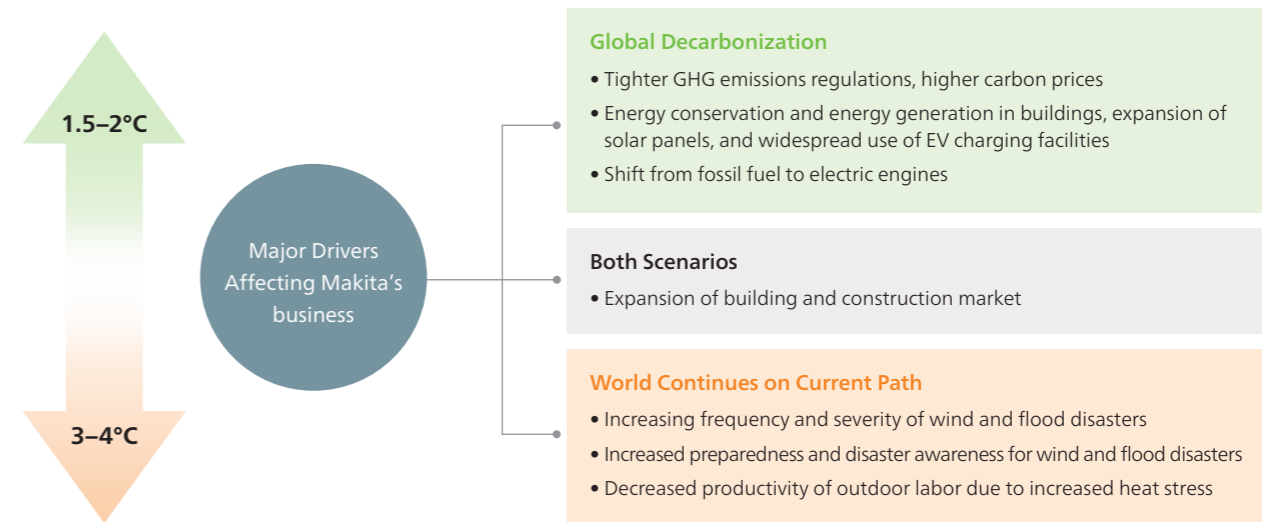 1.5–2°C
3–4°C
Major Drivers
Affecting Makita’s
business
Global Decarbonization
• Tighter GHG emissions regulations, higher carbon prices
• Energy conservation and energy generation in buildings, expansion of
solar panels, and widespread use of EV charging facilities
• Shift from fossil fuel to electric engines
Both Scenarios
• Expansion of building and construction market
World Continues on Current Path
• Increasing frequency and severity of wind and flood disasters
• Increased preparedness and disaster awareness for wind and flood disasters
• Decreased productivity of outdoor labor due to increased heat stress